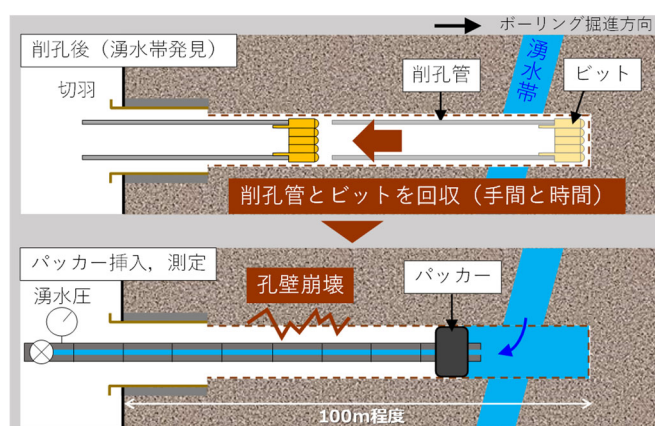 ボーリング掘進方向
削孔後（湧水帯発見）
切羽
削孔管
湧水帯
ビット
削孔管とビットを回収（手間と時間）
パッカー挿入，測定
湧水圧
孔壁崩壊
パッカー
100m程度